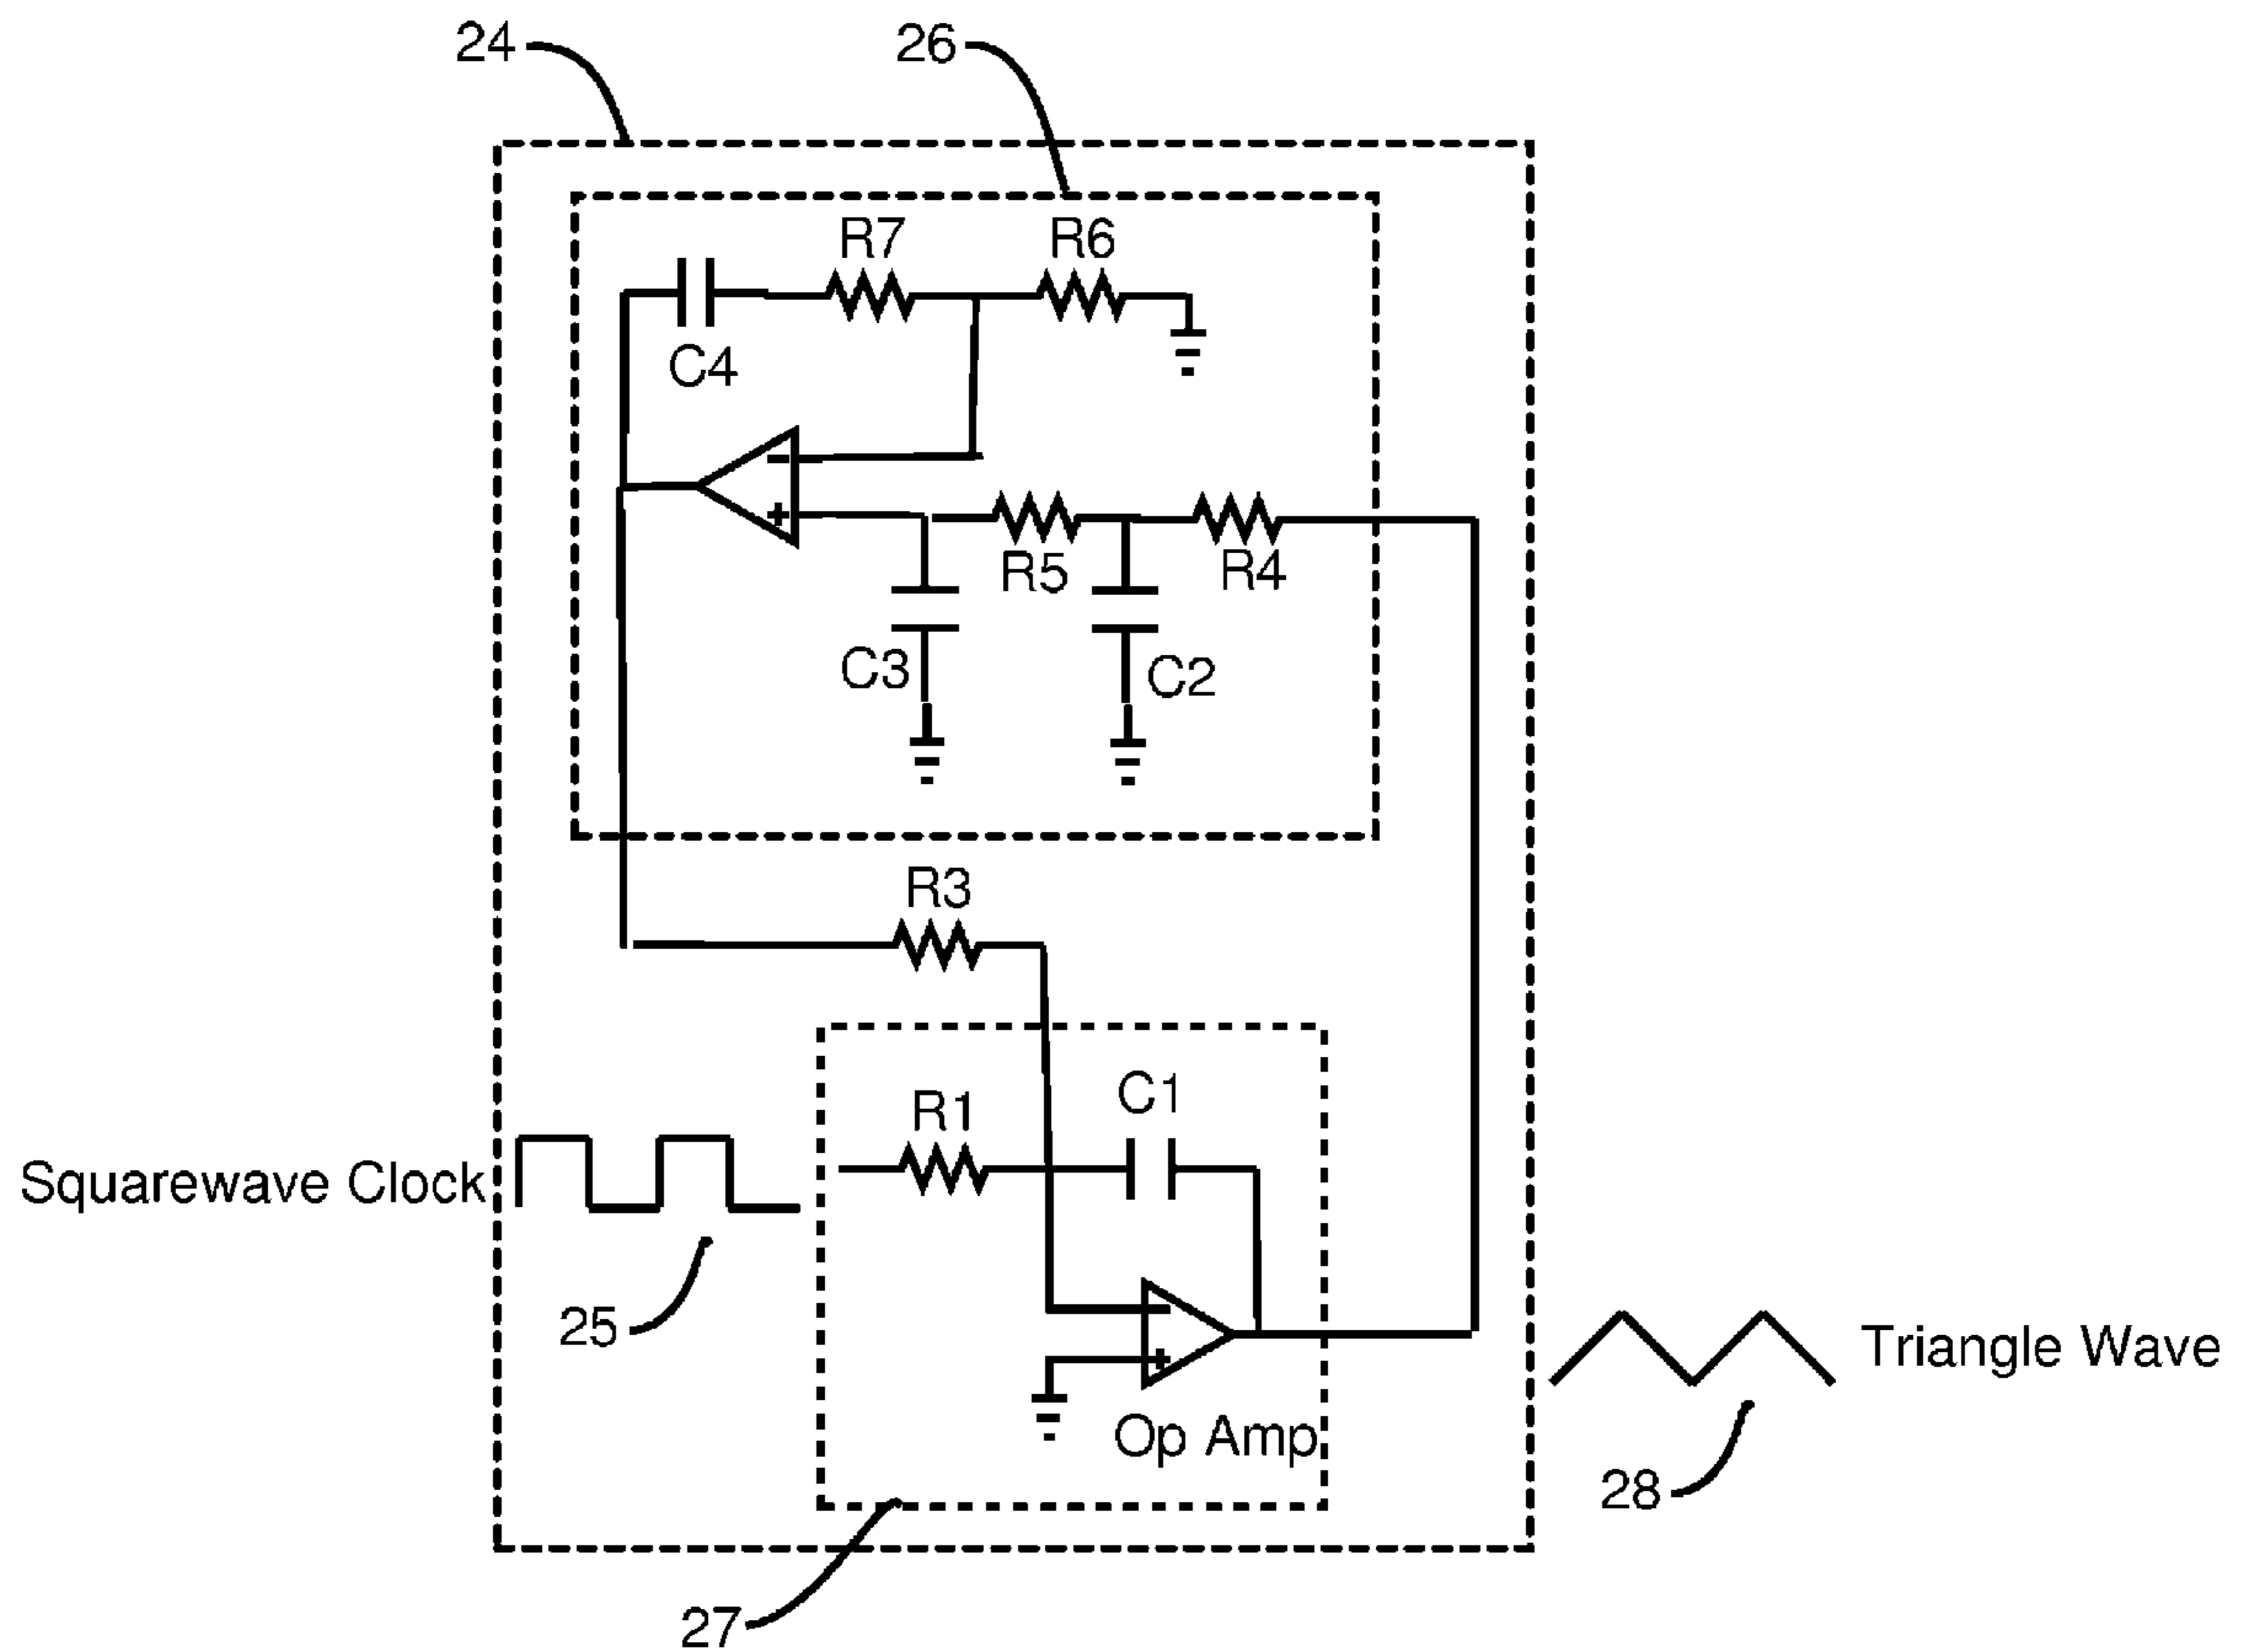 24
26
R7
R6
C4
R5
R4
C3
C2
R3
R1
C1
Squarewave Clock
25
Triangle Wave
Op Amp
28
27